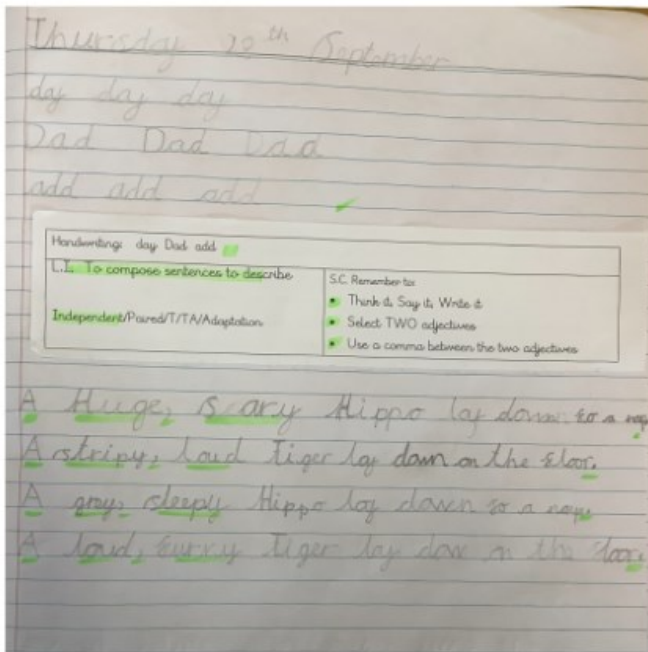 Thursday 20th September
day day day
Dad Dad Dad
add add add
Handwriting: day Dad add
L.I. To compose sentences to describe
Independent/Paired/T/TA/Adaptation
S.C. Remember to:
Think it, Say it, Write it
Select TWO adjectives
Use a comma between the two adjectives
A Huge, scary Hippo lay down for a nap.
A stripy, loud Tiger lay down on the floor.
A gray, sleepy Hippo lay down for a nap.
A loud, furry Tiger lay dow on the floor.